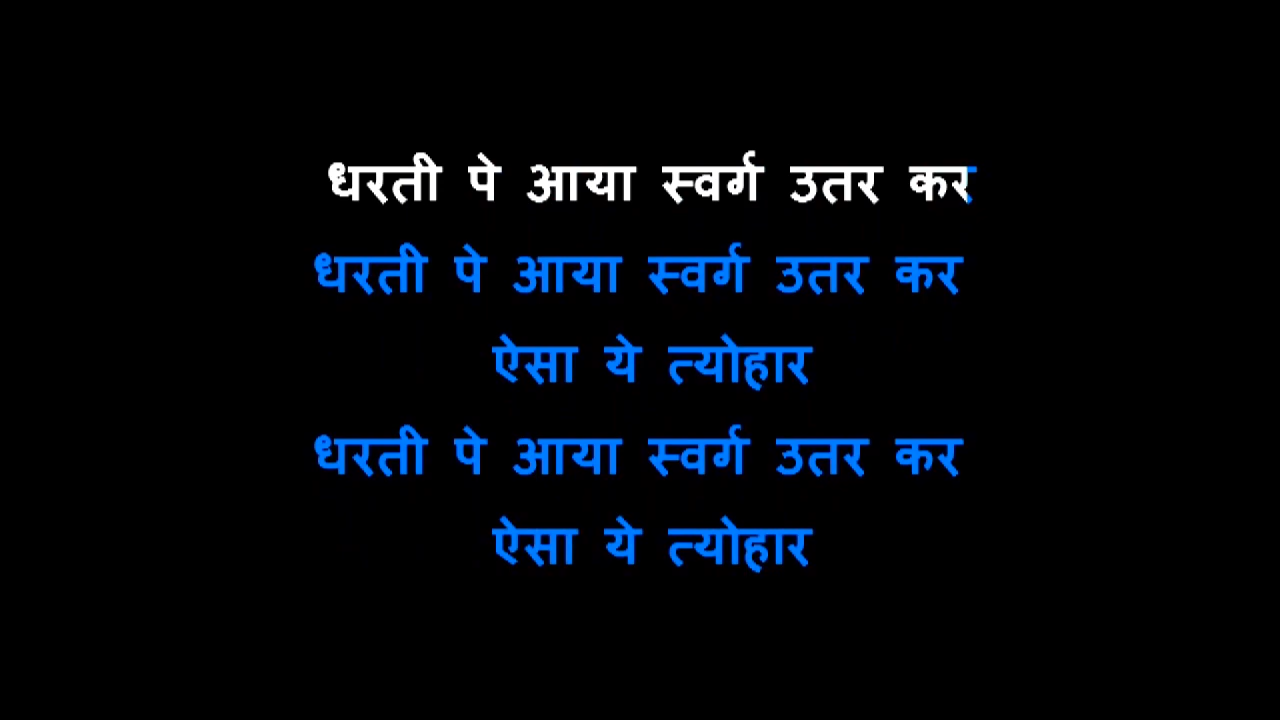 धरती पे आया स्वर्ग उतर कर
धरती पे आया स्वर्ग उतर कर
ऐसा ये त्योहार
धरती पे आया स्वर्ग उतर कर
ऐसा ये त्योहार